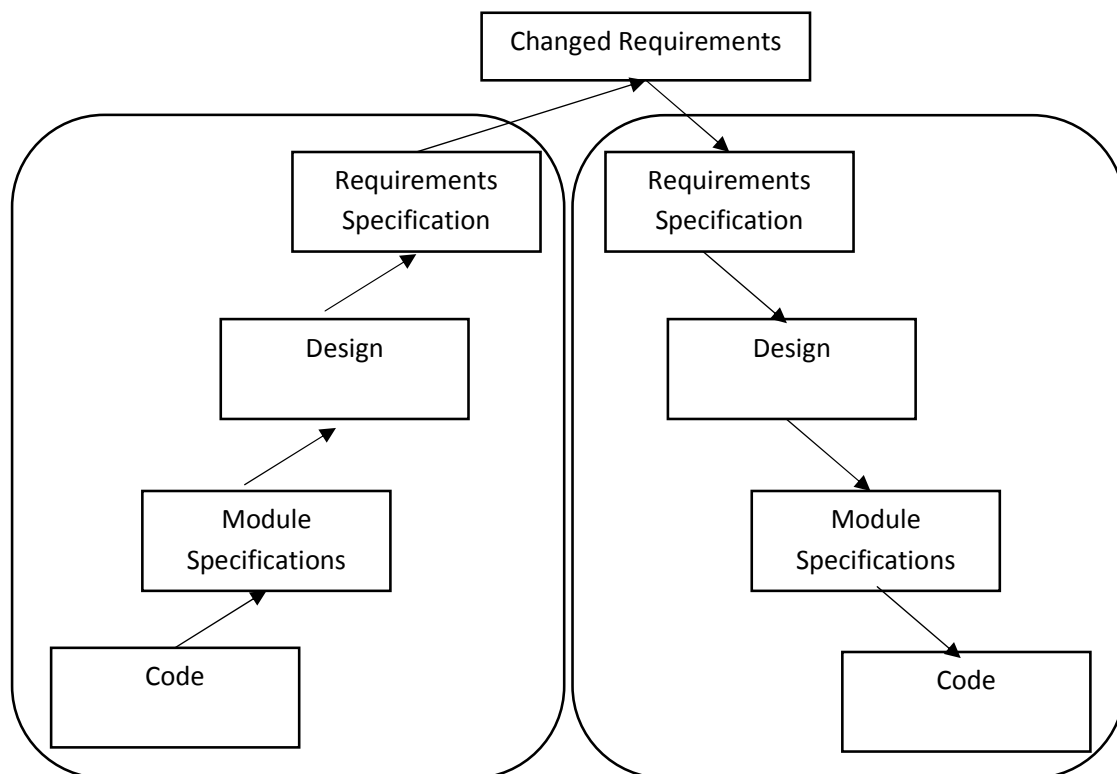 Changed Requirements
Requirements
Specification
Requirements
Specification
Design
Design
Module
Specifications
Module
Specifications
Code
Code